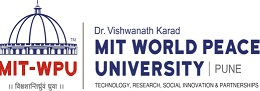 Dr. Vishwanath Karad
MIT WORLD PEACE
UNIVERSITY | PUNE
TECHNOLOGY, RESEARCH, SOCIAL INNOVATION & PARTNERSHIPS
MIT-WPU
॥ विश्वशान्तिर्ध्रुवं ध्रुवा ॥